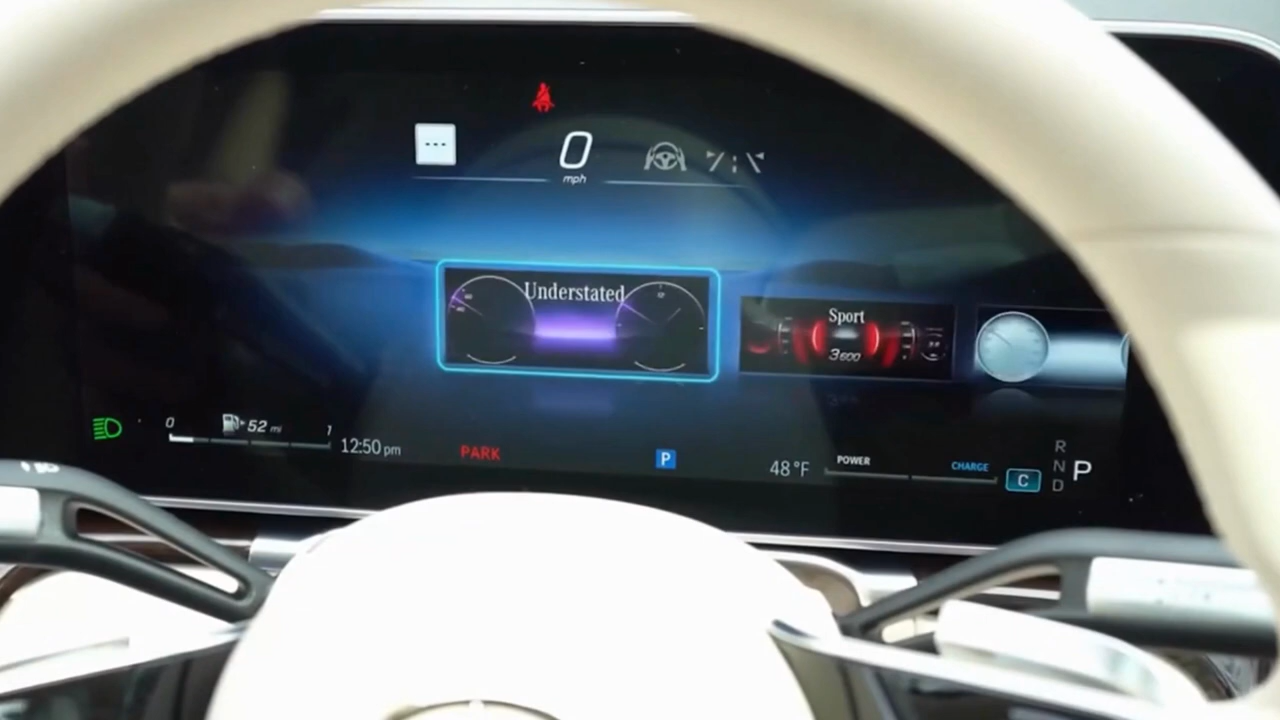 0
mph
Understated
Sport
3600
0
52 mi
1
12:50 pm
PARK
P
48 °F
POWER
CHARGE
C
R
N
D
P